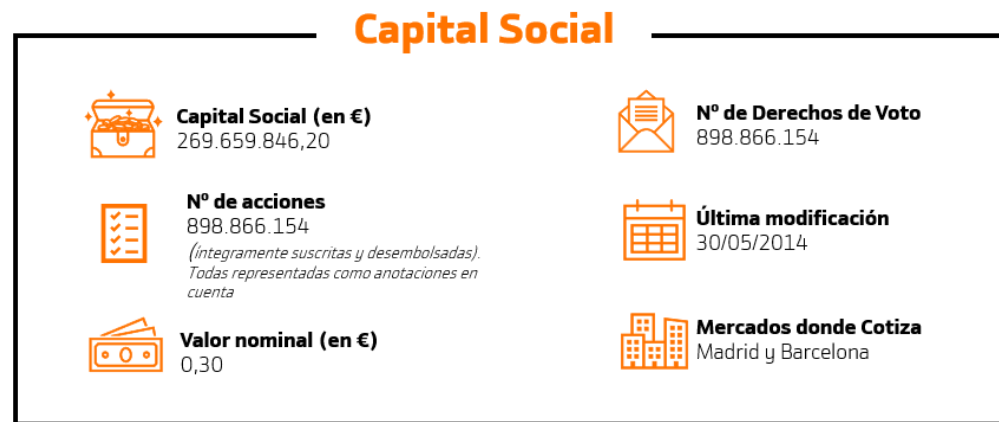 Capital Social
Capital Social (en €)
269.659.846,20
Nº de acciones
898.866.154
(íntegramente suscritas y desembolsadas).
Todas representadas como anotaciones en
cuenta
Valor nominal (en €)
0,30
Nº de Derechos de Voto
898.866.154
Última modificación
30/05/2014
Mercados donde Cotiza
Madrid y Barcelona